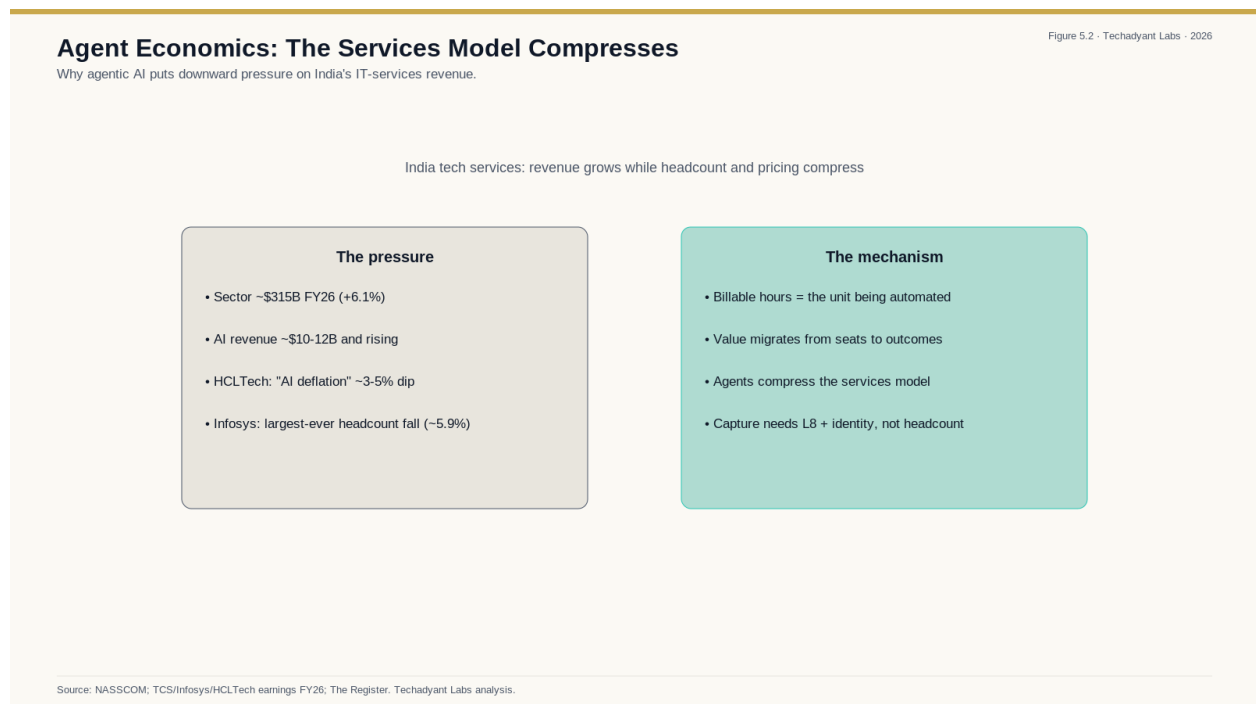 Agent Economics: The Services Model Compresses
Figure 5.2 · Techadyant Labs · 2026
Why agentic AI puts downward pressure on India's IT-services revenue.
India tech services: revenue grows while headcount and pricing compress
The pressure
• Sector ~$315B FY26 (+6.1%)
• AI revenue ~$10-12B and rising
• HCLTech: "AI deflation" ~3-5% dip
• Infosys: largest-ever headcount fall (~5.9%)
The mechanism
• Billable hours = the unit being automated
• Value migrates from seats to outcomes
• Agents compress the services model
• Capture needs L8 + identity, not headcount
Source: NASSCOM; TCS/Infosys/HCLTech earnings FY26; The Register. Techadyant Labs analysis.